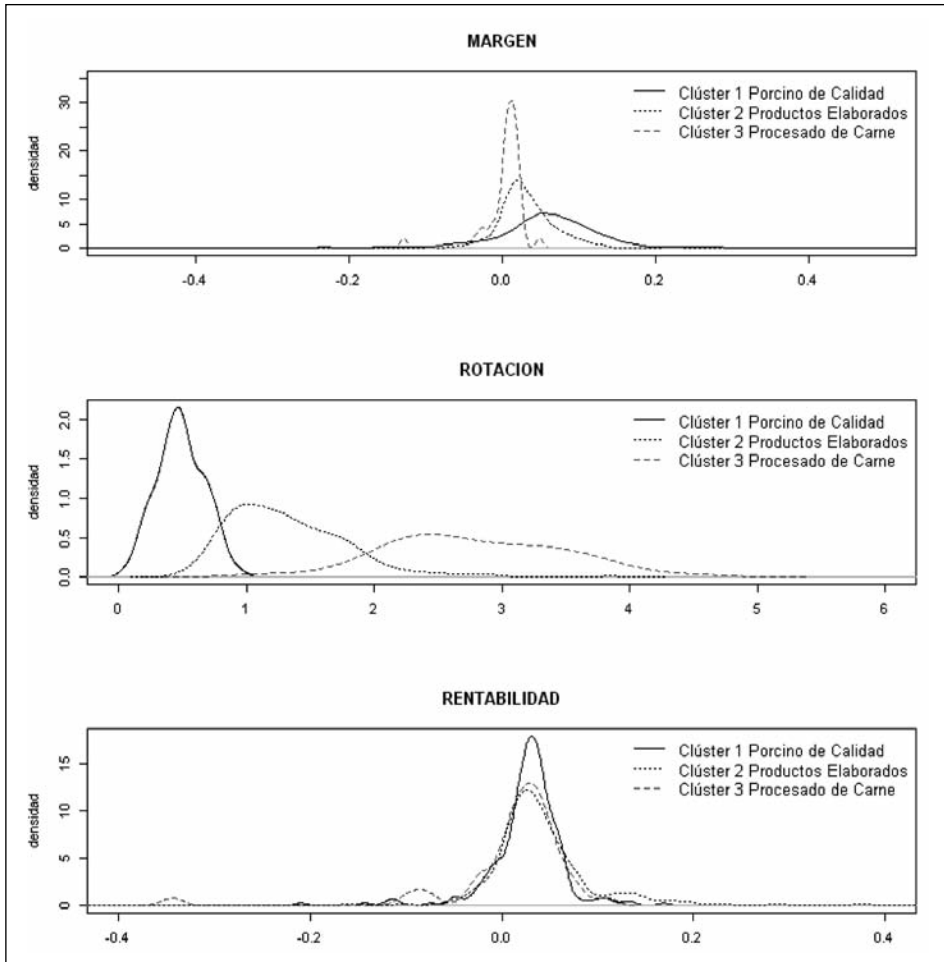 MARGEN
Clúster 1 Porcino de Calidad
Clúster 2 Productos Elaborados
Clúster 3 Procesado de Carne
densidad
30
20
10
5
0
-0.4 -0.2 0.0 0.2 0.4
ROTACION
Clúster 1 Porcino de Calidad
Clúster 2 Productos Elaborados
Clúster 3 Procesado de Carne
densidad
2.0
1.5
1.0
0.5
0.0
0 1 2 3 4 5 6
RENTABILIDAD
Clúster 1 Porcino de Calidad
Clúster 2 Productos Elaborados
Clúster 3 Procesado de Carne
densidad
15
10
5
0
-0.4 -0.2 0.0 0.2 0.4